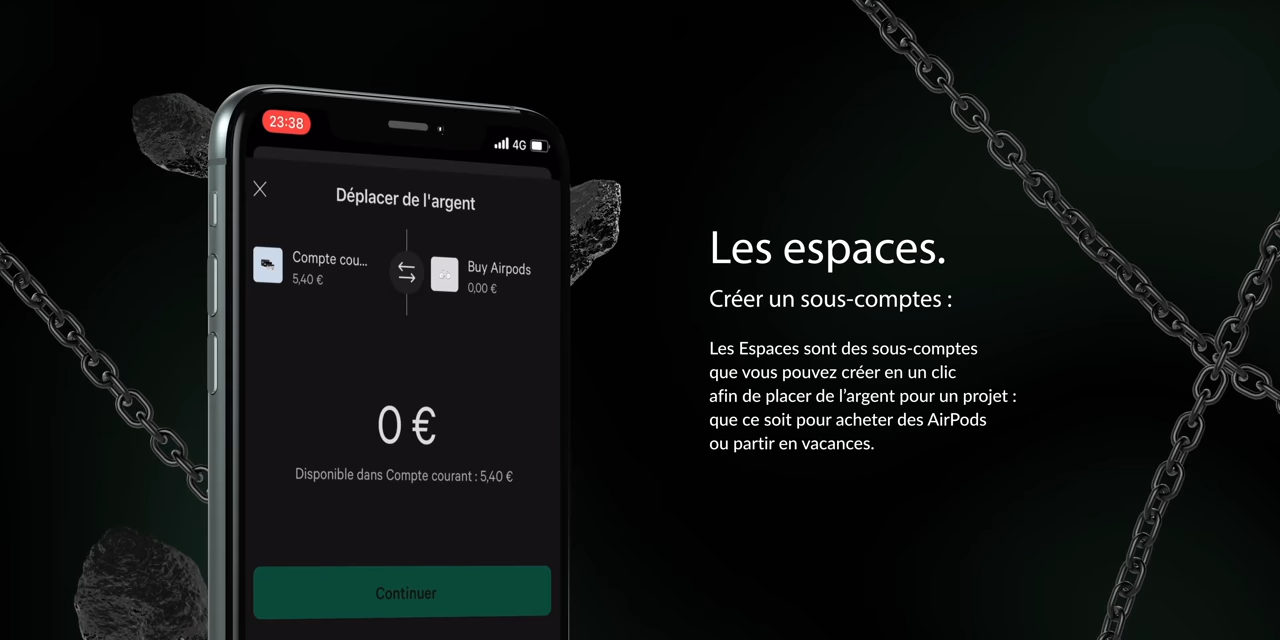 23:38
4G
Déplacer de l'argent
Compte cou...
5,40 €
Buy Airpods
0,00 €
0 €
Disponible dans Compte courant : 5,40 €
Continuer
Les espaces.
Créer un sous-comptes :
Les Espaces sont des sous-comptes
que vous pouvez créer en un clic
afin de placer de l’argent pour un projet :
que ce soit pour acheter des AirPods
ou partir en vacances.